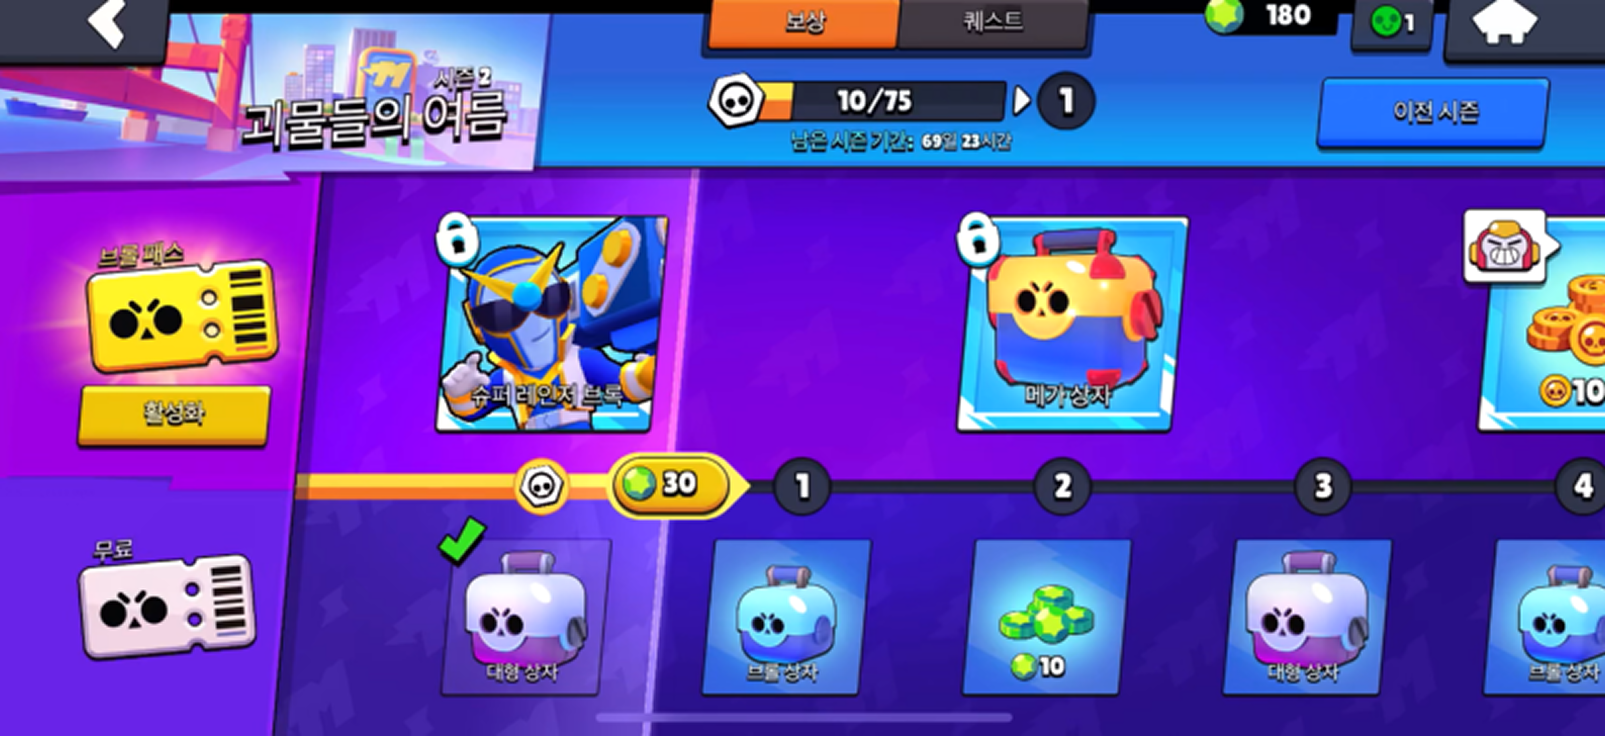 보상
퀘스트
180
1
시즌 2
괴물들의 여름
10/75
1
남은 시즌 기간: 69일 23시간
이전 시즌
브롤 패스
활성화
슈퍼 레인저 브록
메가 상자
10
30
1
2
3
4
무료
대형 상자
브롤 상자
10
대형 상자
브롤 상자